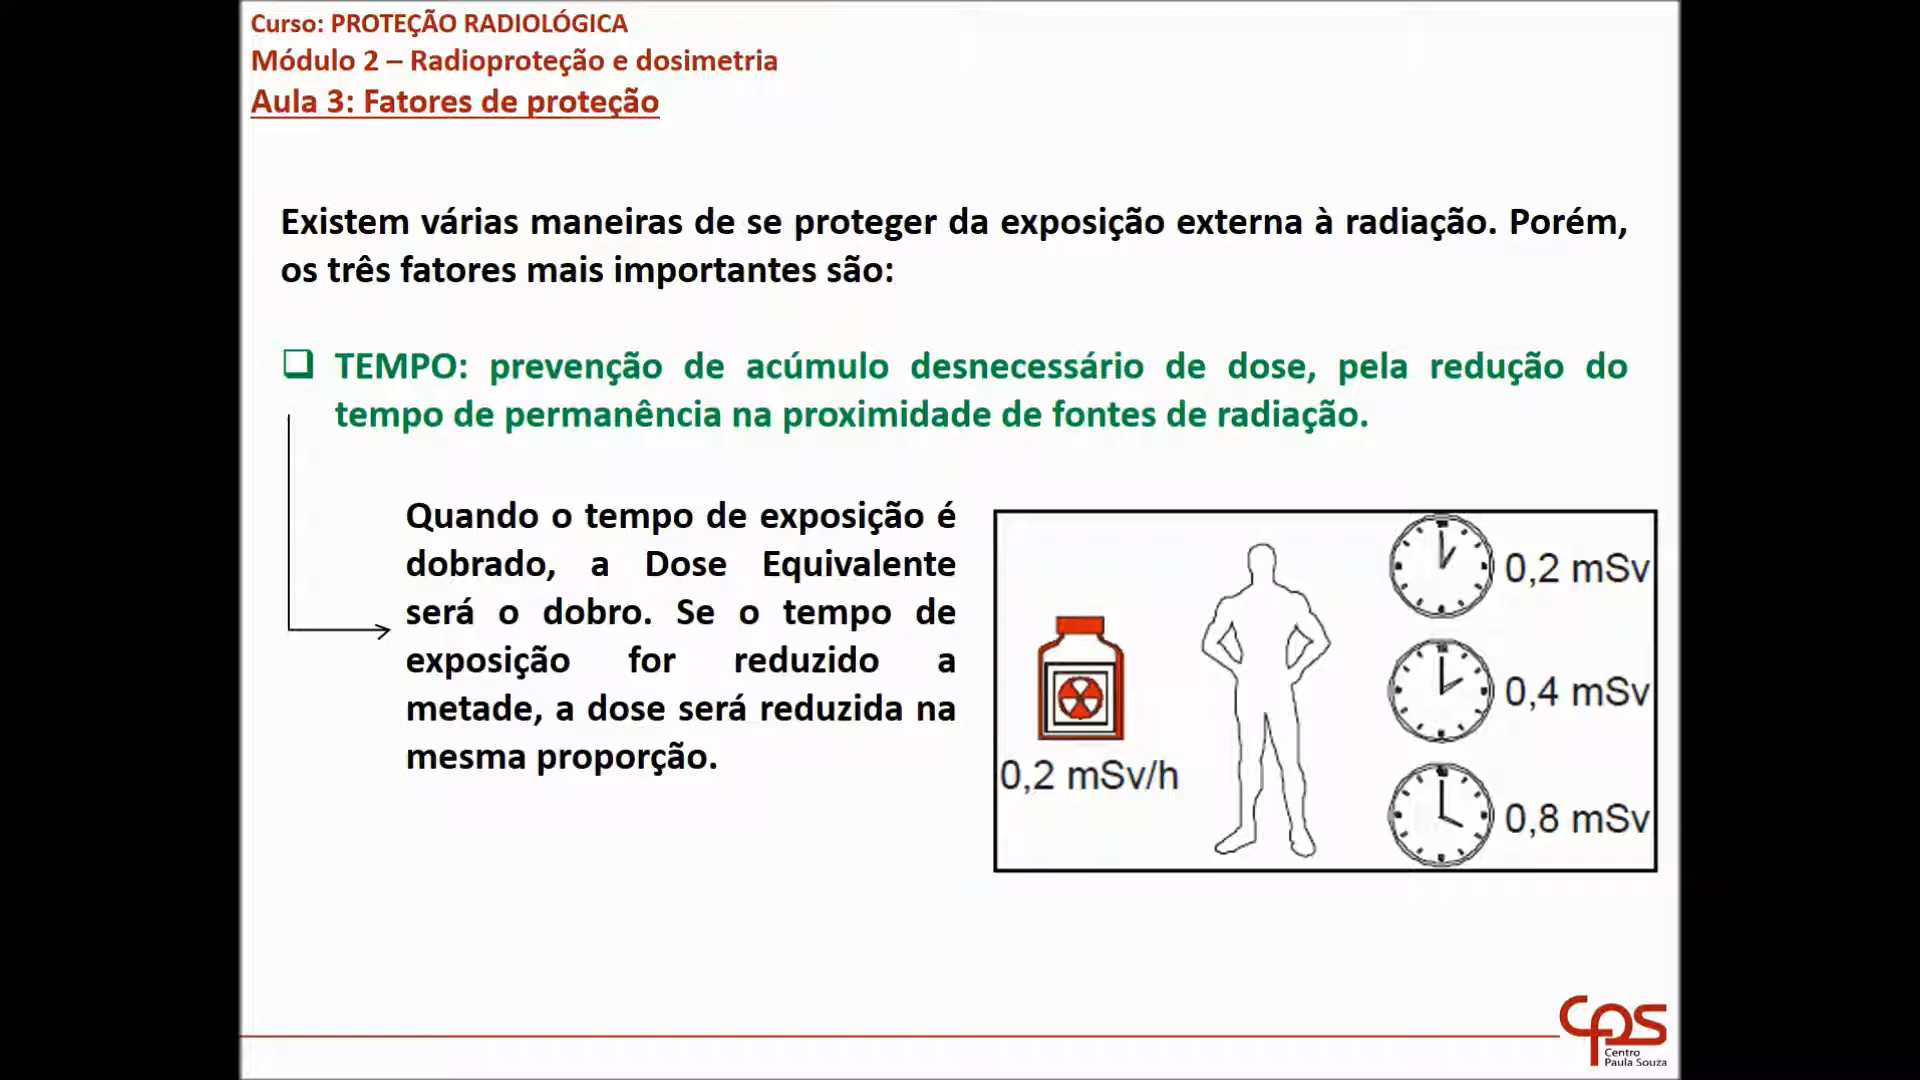 Curso: PROTEÇÃO RADIOLÓGICA
Módulo 2 – Radioproteção e dosimetria
Aula 3: Fatores de proteção
Existem várias maneiras de se proteger da exposição externa à radiação. Porém,
os três fatores mais importantes são:
TEMPO: prevenção de acúmulo desnecessário de dose, pela redução do
tempo de permanência na proximidade de fontes de radiação.
Quando o tempo de exposição é
dobrado, a Dose Equivalente
será o dobro. Se o tempo de
exposição for reduzido a
metade, a dose será reduzida na
mesma proporção.
0,2 mSv/h
0,2 mSv
0,4 mSv
0,8 mSv
cps
Centro
Paula Souza